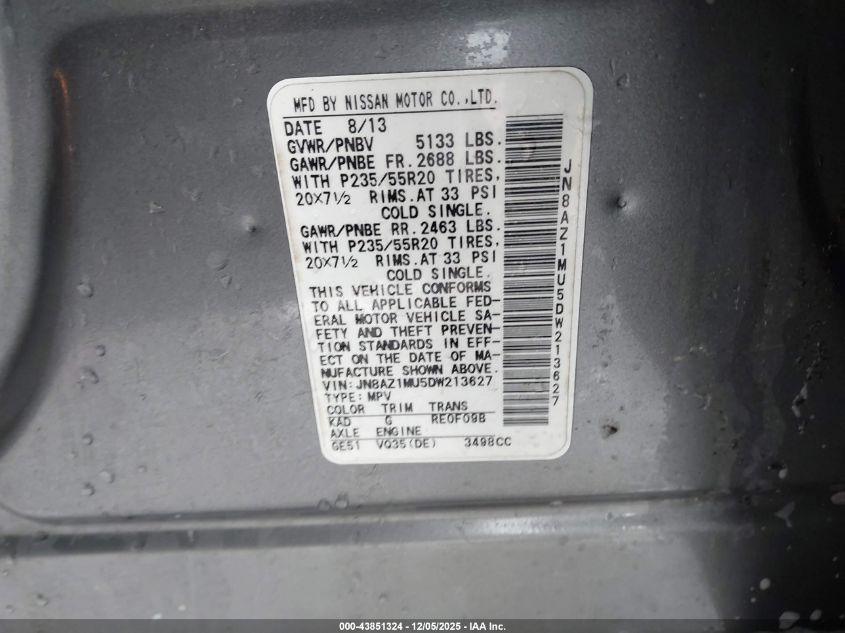 MFD BY NISSAN MOTOR CO.,LTD.
DATE 8/13
GVWR/PNBV 5133 LBS.
GAWR/PNBE FR.2688 LBS.
WITH P235/55R20 TIRES,
20X7½ RIMS.AT 33 PSI
COLD SINGLE.
GAWR/PNBE RR.2463 LBS.
WITH P235/55R20 TIRES,
20X7½ RIMS.AT 33 PSI
COLD SINGLE.
THIS VEHICLE CONFORMS
TO ALL APPLICABLE FED-
ERAL MOTOR VEHICLE SA-
FETY AND THEFT PREVEN-
TION STANDARDS IN EFF-
ECT ON THE DATE OF MA-
NUFACTURE SHOWN ABOVE.
VIN:JN8AZ1MU5DW213627
TYPE:MPV
COLOR TRIM TRANS
KAD G RE0F09B
AXLE ENGINE
GE51 VQ35(DE) 3498CC
JN8AZ1MU5DW213627
000-43851324 - 12/05/2025 - IAA Inc.